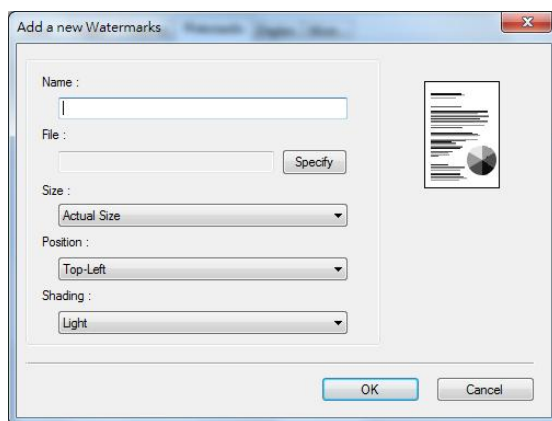 Add a new Watermarks
Name :
File :
Specify
Size :
Actual Size
Position :
Top-Left
Shading :
Light
OK
Cancel